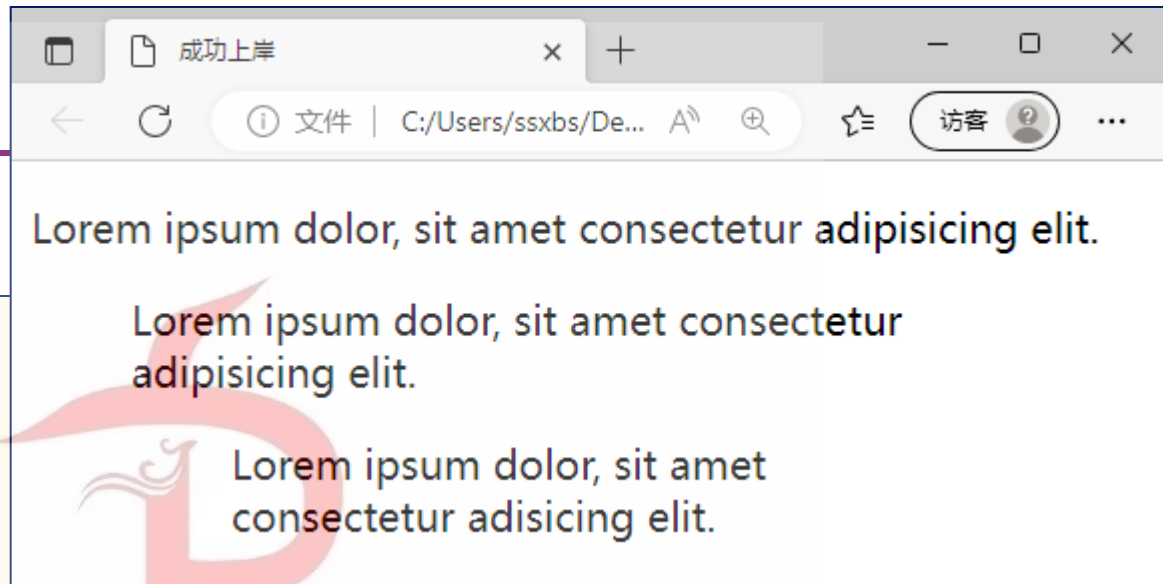 成功上岸
文件 C:/Users/ssxbs/De... 访客
Lorem ipsum dolor, sit amet consectetur adipisicing elit.
Lorem ipsum dolor, sit amet consectetur
adipisicing elit.
Lorem ipsum dolor, sit amet
consectetur adisicing elit.